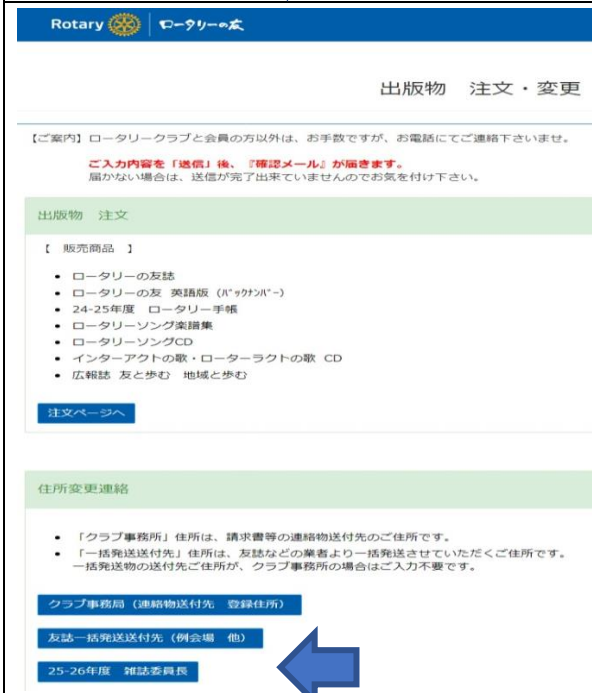 Rotary ロータリーの友
出版物　注文・変更
【ご案内】ロータリークラブと会員の方以外は、お手数ですが、お電話にてご連絡下さいませ。
ご入力内容を「送信」後、『確認メール』が届きます。
届かない場合は、送信が完了出来ていませんのでお気を付け下さい。
出版物　注文
【　販売商品　】
• ロータリーの友誌
• ロータリーの友 英語版（ﾊﾞｯｸﾅﾝﾊﾞｰ）
• 24-25年度　ロータリー手帳
• ロータリーソング楽譜集
• ロータリーソングCD
• インターアクトの歌・ローターラクトの歌 CD
• 広報誌 友と歩む　地域と歩む
注文ページへ
住所変更連絡
• 「クラブ事務所」住所は、請求書等の連絡物送付先のご住所です。
• 「一括発送送付先」住所は、友誌などの業者より一括発送させていただくご住所です。
一括発送物の送付先ご住所が、クラブ事務所の場合はご入力不要です。
クラブ事務局（連絡物送付先　登録住所）
友誌一括発送送付先（例会場　他）
25-26年度　雑誌委員長